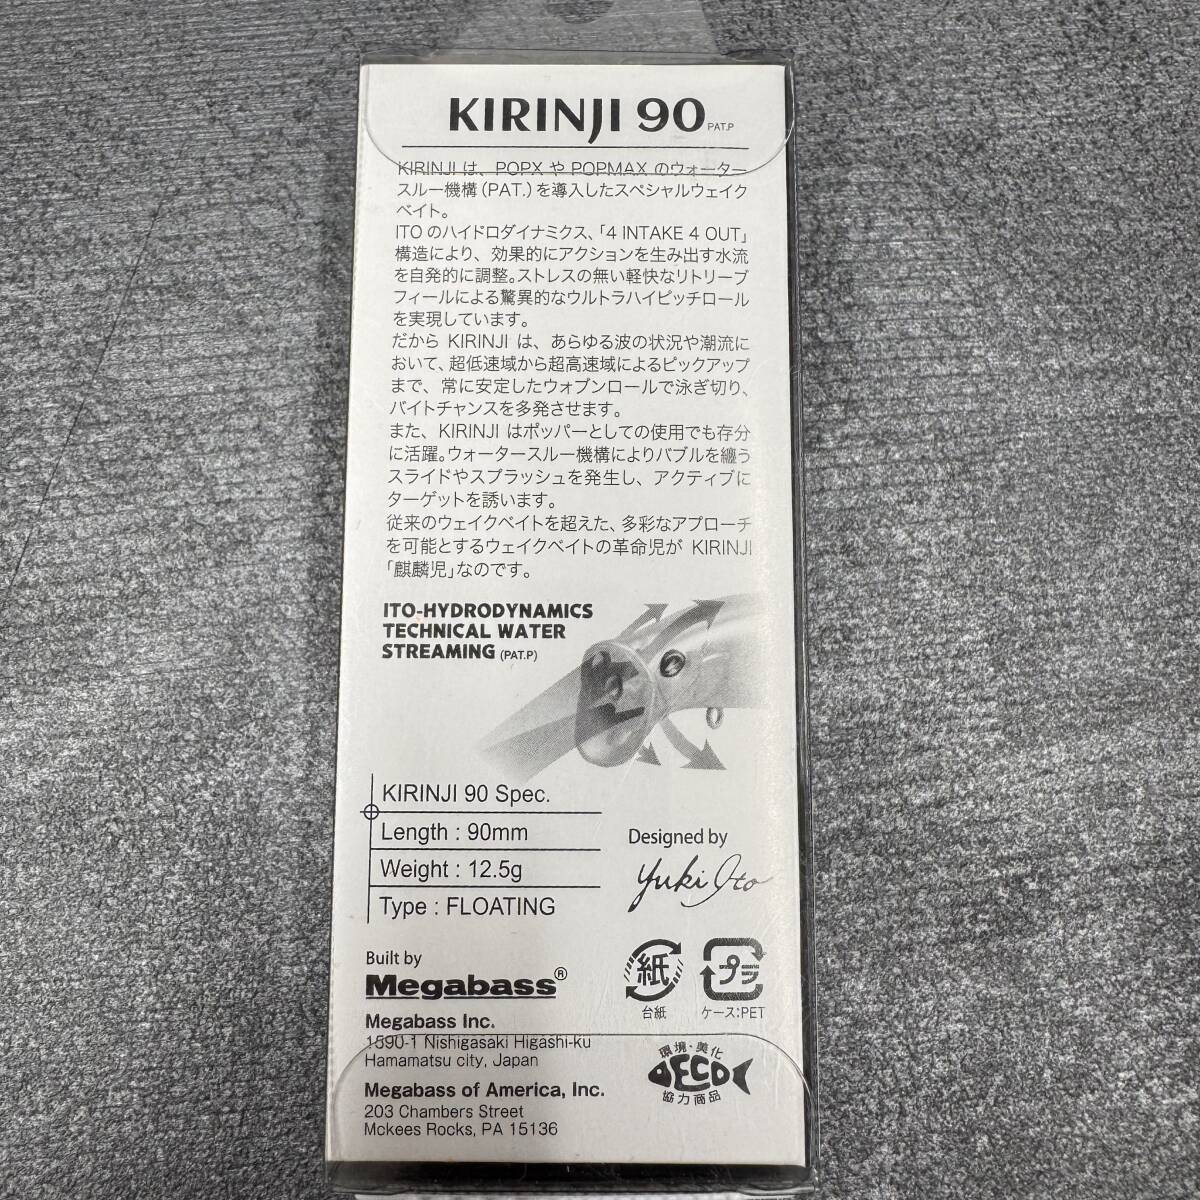 KIRINJI 90 PAT.P
KIRINJI は、POPX や POPMAX のウォーター
スルー機構(PAT.)を導入したスペシャルウェイク
ベイト。
ITO のハイドロダイナミクス、「4 INTAKE 4 OUT」
構造により、効果的にアクションを生み出す水流
を自発的に調整。ストレスの無い軽快なリトリーブ
フィールによる驚異的なウルトラハイピッチロール
を実現しています。
だから KIRINJI は、あらゆる波の状況や潮流に
おいて、超低速域から超高速域によるピックアップ
まで、常に安定したウォブンロールで泳ぎ切り、
バイトチャンスを多発させます。
また、KIRINJI はポッパーとしての使用でも存分
に活躍。ウォータースルー機構によりバブルを纏う
スライドやスプラッシュを発生し、アクティブに
ターゲットを誘います。
従来のウェイクベイトを超えた、多彩なアプローチ
を可能とするウェイクベイトの革命児が KIRINJI
「麒麟児」なのです。
ITO-HYDRODYNAMICS
TECHNICAL WATER
STREAMING (PAT.P)
KIRINJI 90 Spec.
Length : 90mm
Weight : 12.5g
Type : FLOATING
Designed by
Yuki Ito
Built by
Megabass®
Megabass Inc.
1590-1 Nishigasaki Higashi-ku
Hamamatsu city, Japan
Megabass of America, Inc.
203 Chambers Street
Mckees Rocks, PA 15136
紙
台紙
プラ
ケース:PET
環境・美化
ECO
協力商品